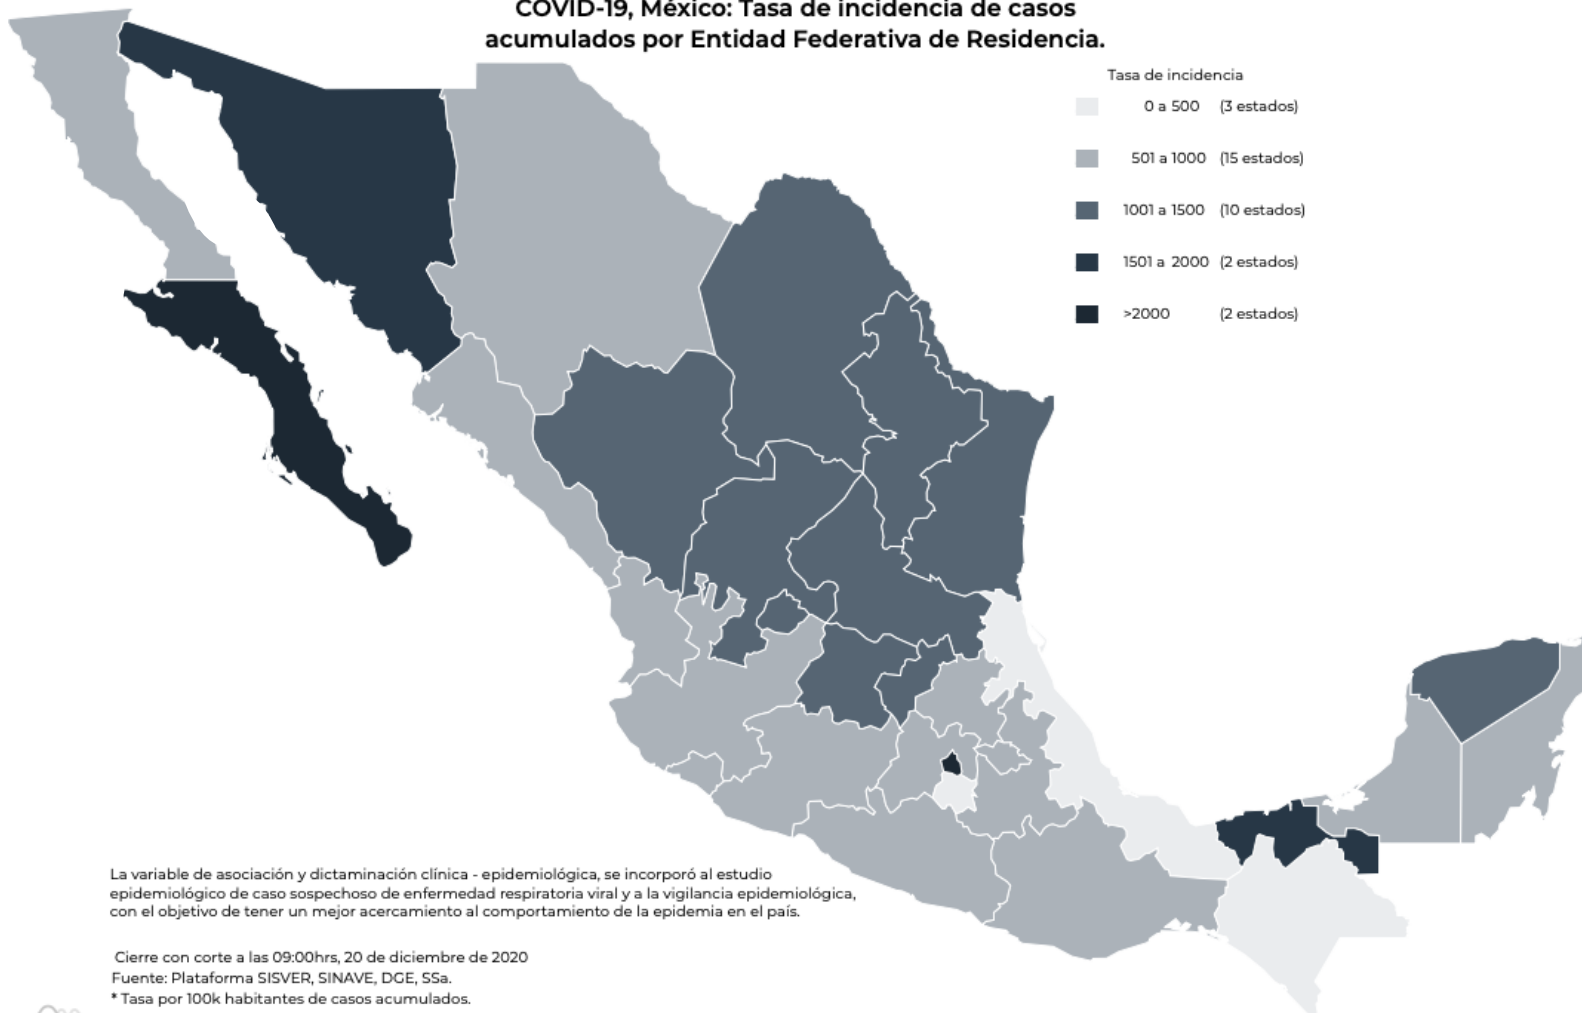 COVID-19, México: Tasa de incidencia de casos
acumulados por Entidad Federativa de Residencia.
Tasa de incidencia
0 a 500 (3 estados)
501 a 1000 (15 estados)
1001 a 1500 (10 estados)
1501 a 2000 (2 estados)
>2000 (2 estados)
La variable de asociación y dictaminación clínica - epidemiológica, se incorporó al estudio
epidemiológico de caso sospechoso de enfermedad respiratoria viral y a la vigilancia epidemiológica,
con el objetivo de tener un mejor acercamiento al comportamiento de la epidemia en el país.
Cierre con corte a las 09:00hrs, 20 de diciembre de 2020
Fuente: Plataforma SISVER, SINAVE, DGE, SSa.
* Tasa por 100k habitantes de casos acumulados.